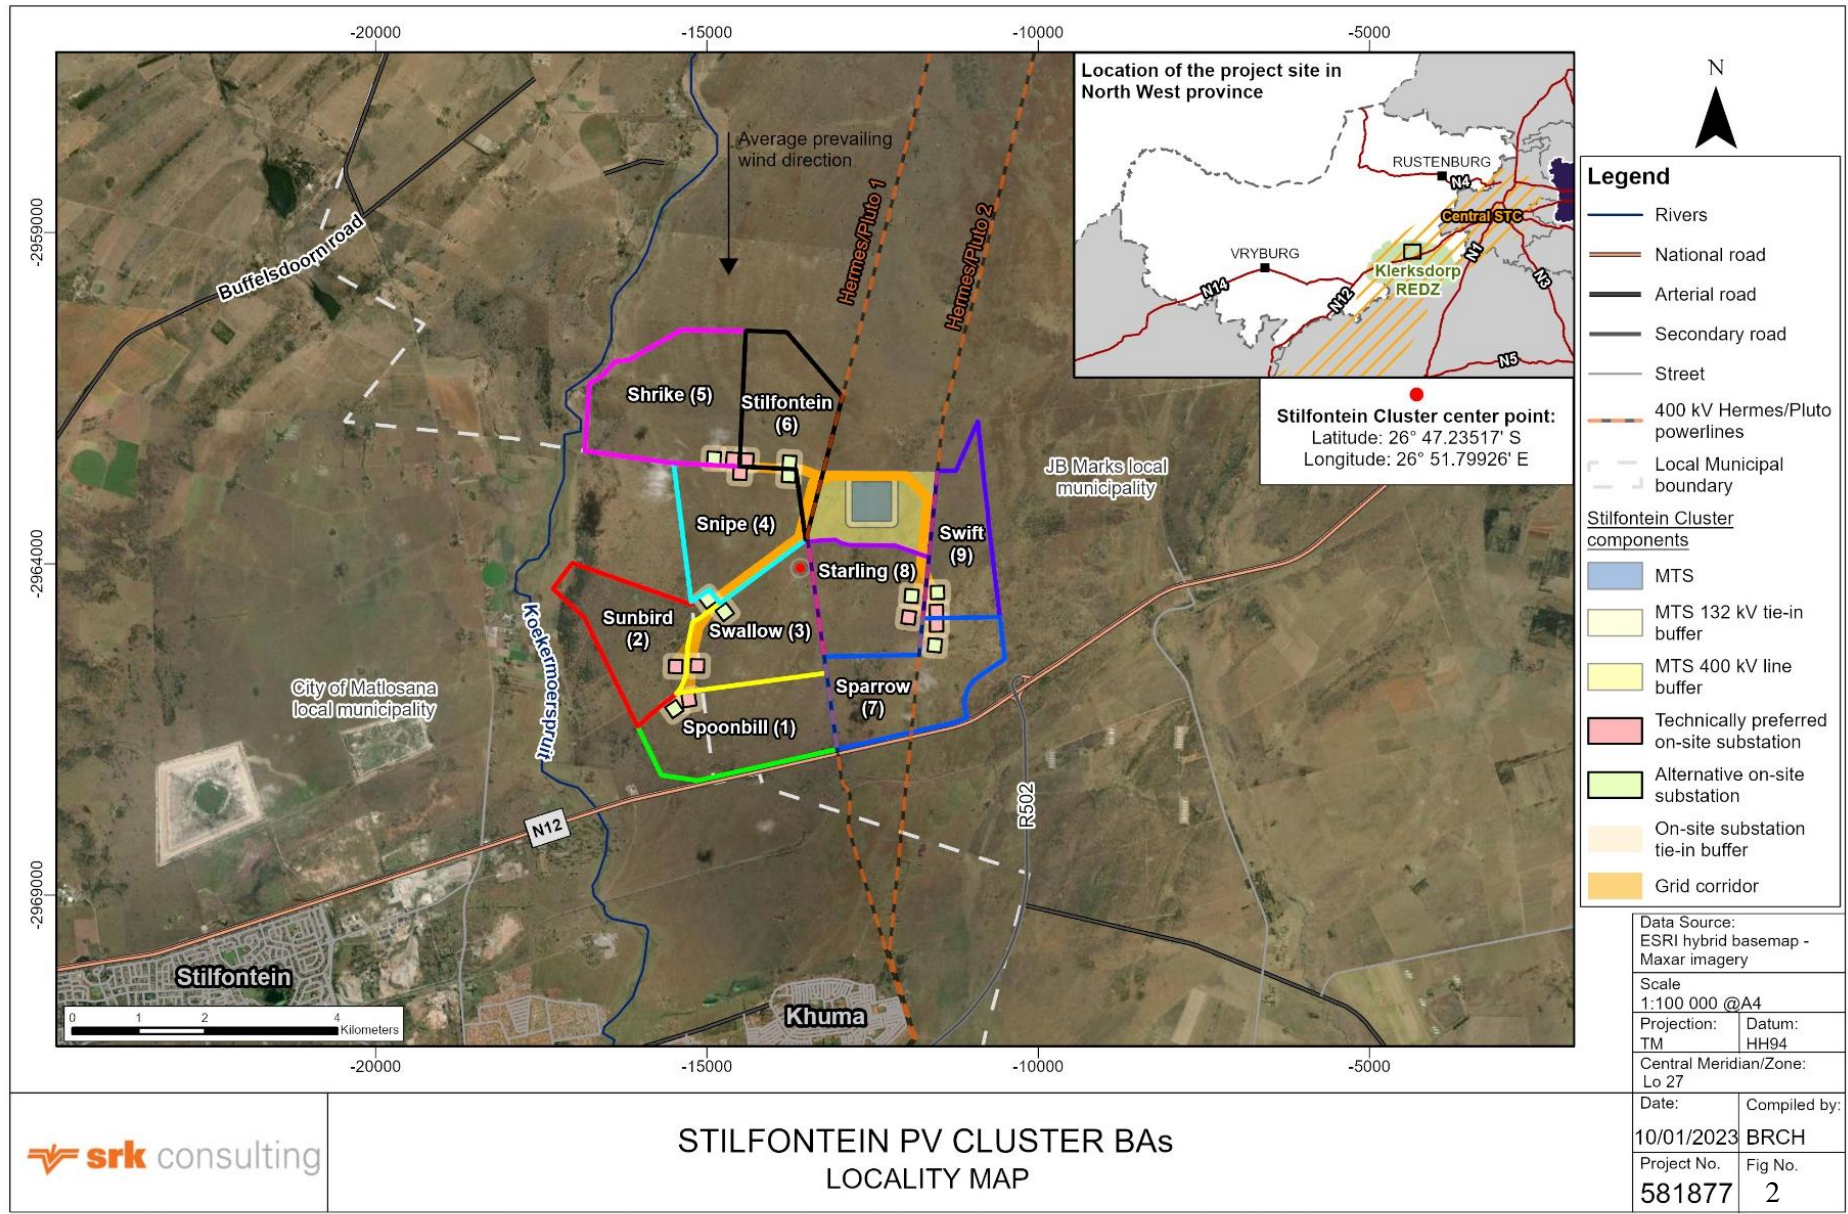 -20000
-15000
-10000
-5000
-2959000
-2964000
-2969000
Average prevailing
wind direction
Buffelsdoorn road
Hermes/Pluto 1
Hermes/Pluto 2
Shrike (5)
Stilfontein
(6)
Snipe (4)
Swift
(9)
Starling (8)
Sunbird
(2)
Swallow (3)
Sparrow
(7)
Spoonbill (1)
JB Marks local
municipality
City of Matlosana
local municipality
Koekermoerspruit
N12
R502
Stilfontein
Khuma
0 1 2 4
Kilometers
-20000
-15000
-10000
-5000
Location of the project site in
North West province
RUSTENBURG
N4
Central STC
VRYBURG
Klerksdorp
REDZ
N1
N3
N14
N12
N5
Stilfontein Cluster center point:
Latitude: 26° 47.23517' S
Longitude: 26° 51.79926' E
N
Legend
Rivers
National road
Arterial road
Secondary road
Street
400 kV Hermes/Pluto
powerlines
Local Municipal
boundary
Stilfontein Cluster
components
MTS
MTS 132 kV tie-in
buffer
MTS 400 kV line
buffer
Technically preferred
on-site substation
Alternative on-site
substation
On-site substation
tie-in buffer
Grid corridor
Data Source:
ESRI hybrid basemap -
Maxar imagery
Scale
1:100 000 @A4
Projection:
TM
Datum:
HH94
Central Meridian/Zone:
Lo 27
Date:
10/01/2023
Compiled by:
BRCH
Project No.
581877
Fig No.
2
srk consulting
STILFONTEIN PV CLUSTER BAs
LOCALITY MAP